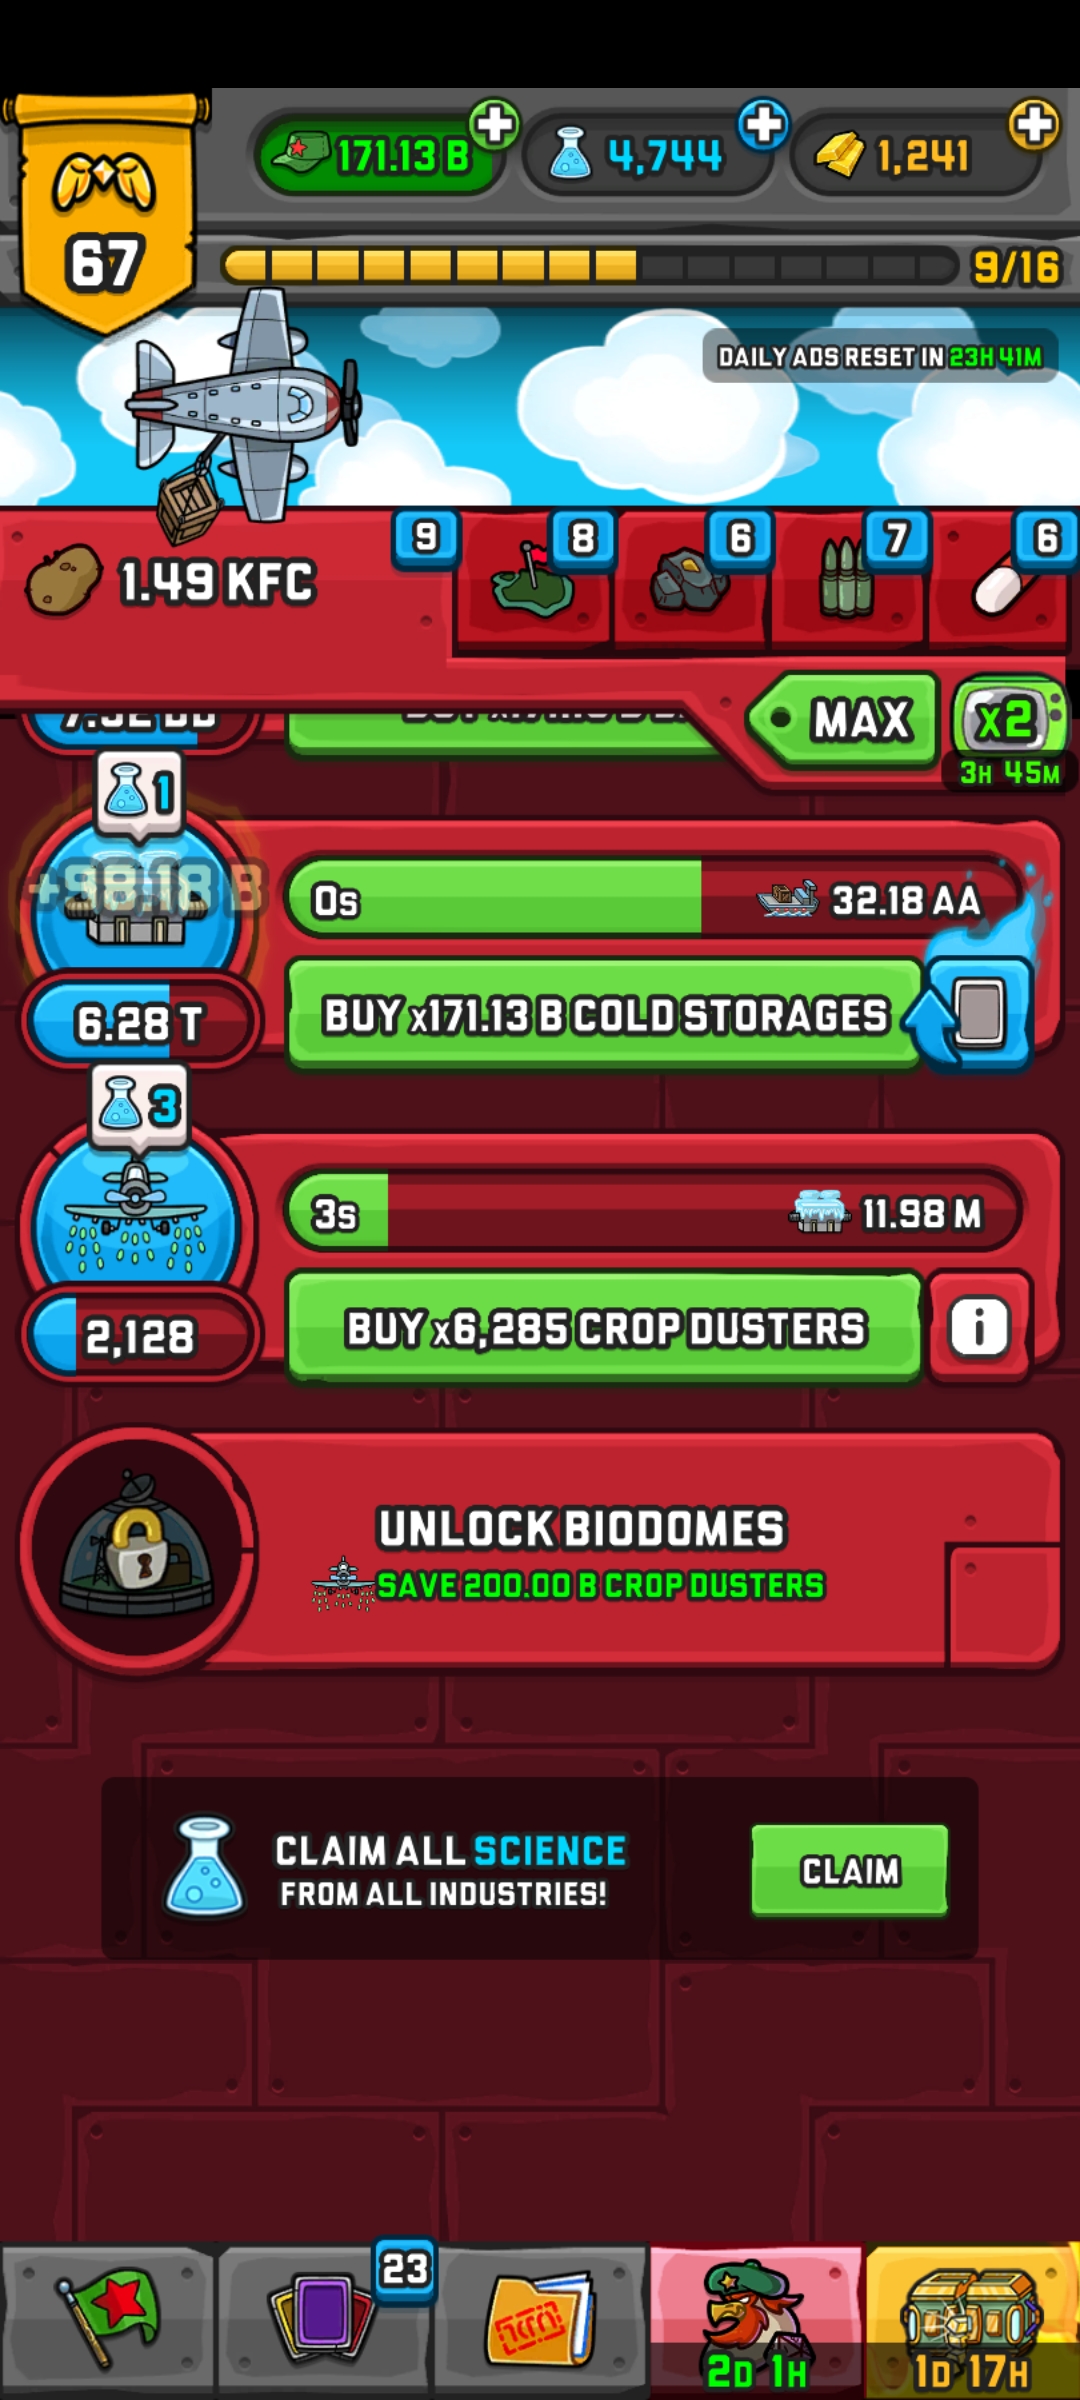 171.13 B
4,744
1,241
67
9/16
DAILY ADS RESET IN 23H 41M
1.49 KFC
9
8
6
7
6
MAX
x2
3H 45M
1
+98.18 B
0s
32.18 AA
6.28 T
BUY x171.13 B COLD STORAGES
3
3s
11.98 M
2,128
BUY x6,285 CROP DUSTERS
i
UNLOCK BIODOMES
SAVE 200.00 B CROP DUSTERS
CLAIM ALL SCIENCE
FROM ALL INDUSTRIES!
CLAIM
23
2D 1H
1D 17H